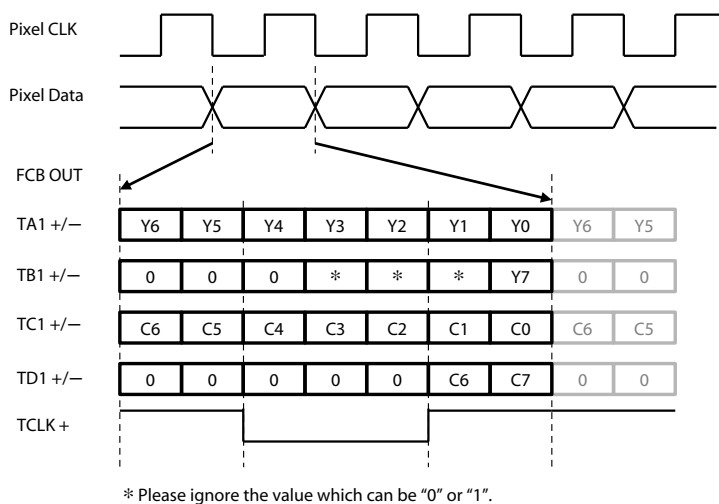 Pixel CLK
Pixel Data
FCB OUT
TA1 +/− Y6 Y5 Y4 Y3 Y2 Y1 Y0 Y6 Y5
TB1 +/− 0 0 0 * * * Y7 0 0
TC1 +/− C6 C5 C4 C3 C2 C1 C0 C6 C5
TD1 +/− 0 0 0 0 0 C6 C7 0 0
TCLK +
* Please ignore the value which can be “0” or “1”.